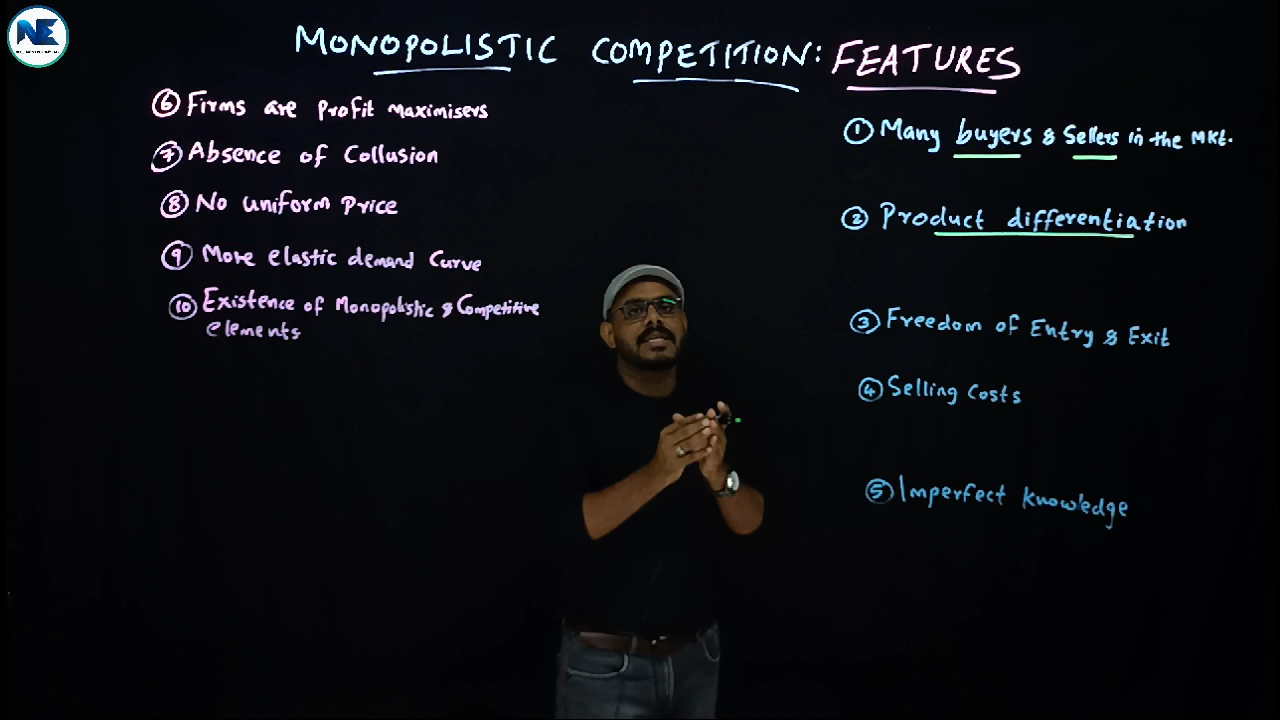 NE
MONOPOLISTIC COMPETITION: FEATURES
① Many buyers & Sellers in the MKt.
② Product differentiation
③ Freedom of Entry & Exit
④ Selling Costs
⑤ Imperfect knowledge
⑥ Firms are profit maximisers
⑦ Absence of Collusion
⑧ No uniform Price
⑨ More elastic demand Curve
⑩ Existence of Monopolistic & Competitive
elements